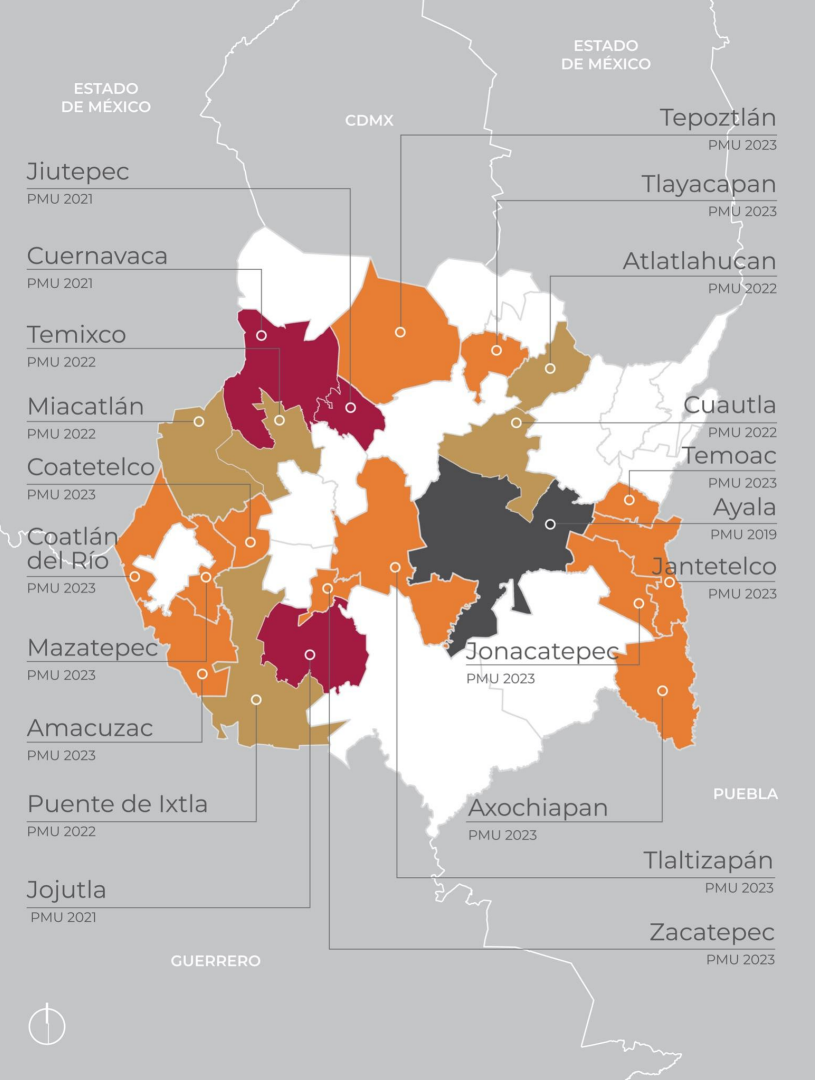 ESTADO
DE MÉXICO
ESTADO
DE MÉXICO
CDMX
Jiutepec
PMU 2021
Cuernavaca
PMU 2021
Temixco
PMU 2022
Miacatlán
PMU 2022
Coatetelco
PMU 2023
Coatlán
del Río
PMU 2023
Mazatepec
PMU 2023
Amacuzac
PMU 2023
Puente de Ixtla
PMU 2022
Jojutla
PMU 2021
Tepoztlán
PMU 2023
Tlayacapan
PMU 2023
Atlatlahucan
PMU 2022
Cuautla
PMU 2022
Temoac
PMU 2023
Ayala
PMU 2019
Jantetelco
PMU 2023
Jonacatepec
PMU 2023
PUEBLA
Axochiapan
PMU 2023
Tlaltizapán
PMU 2023
Zacatepec
PMU 2023
GUERRERO